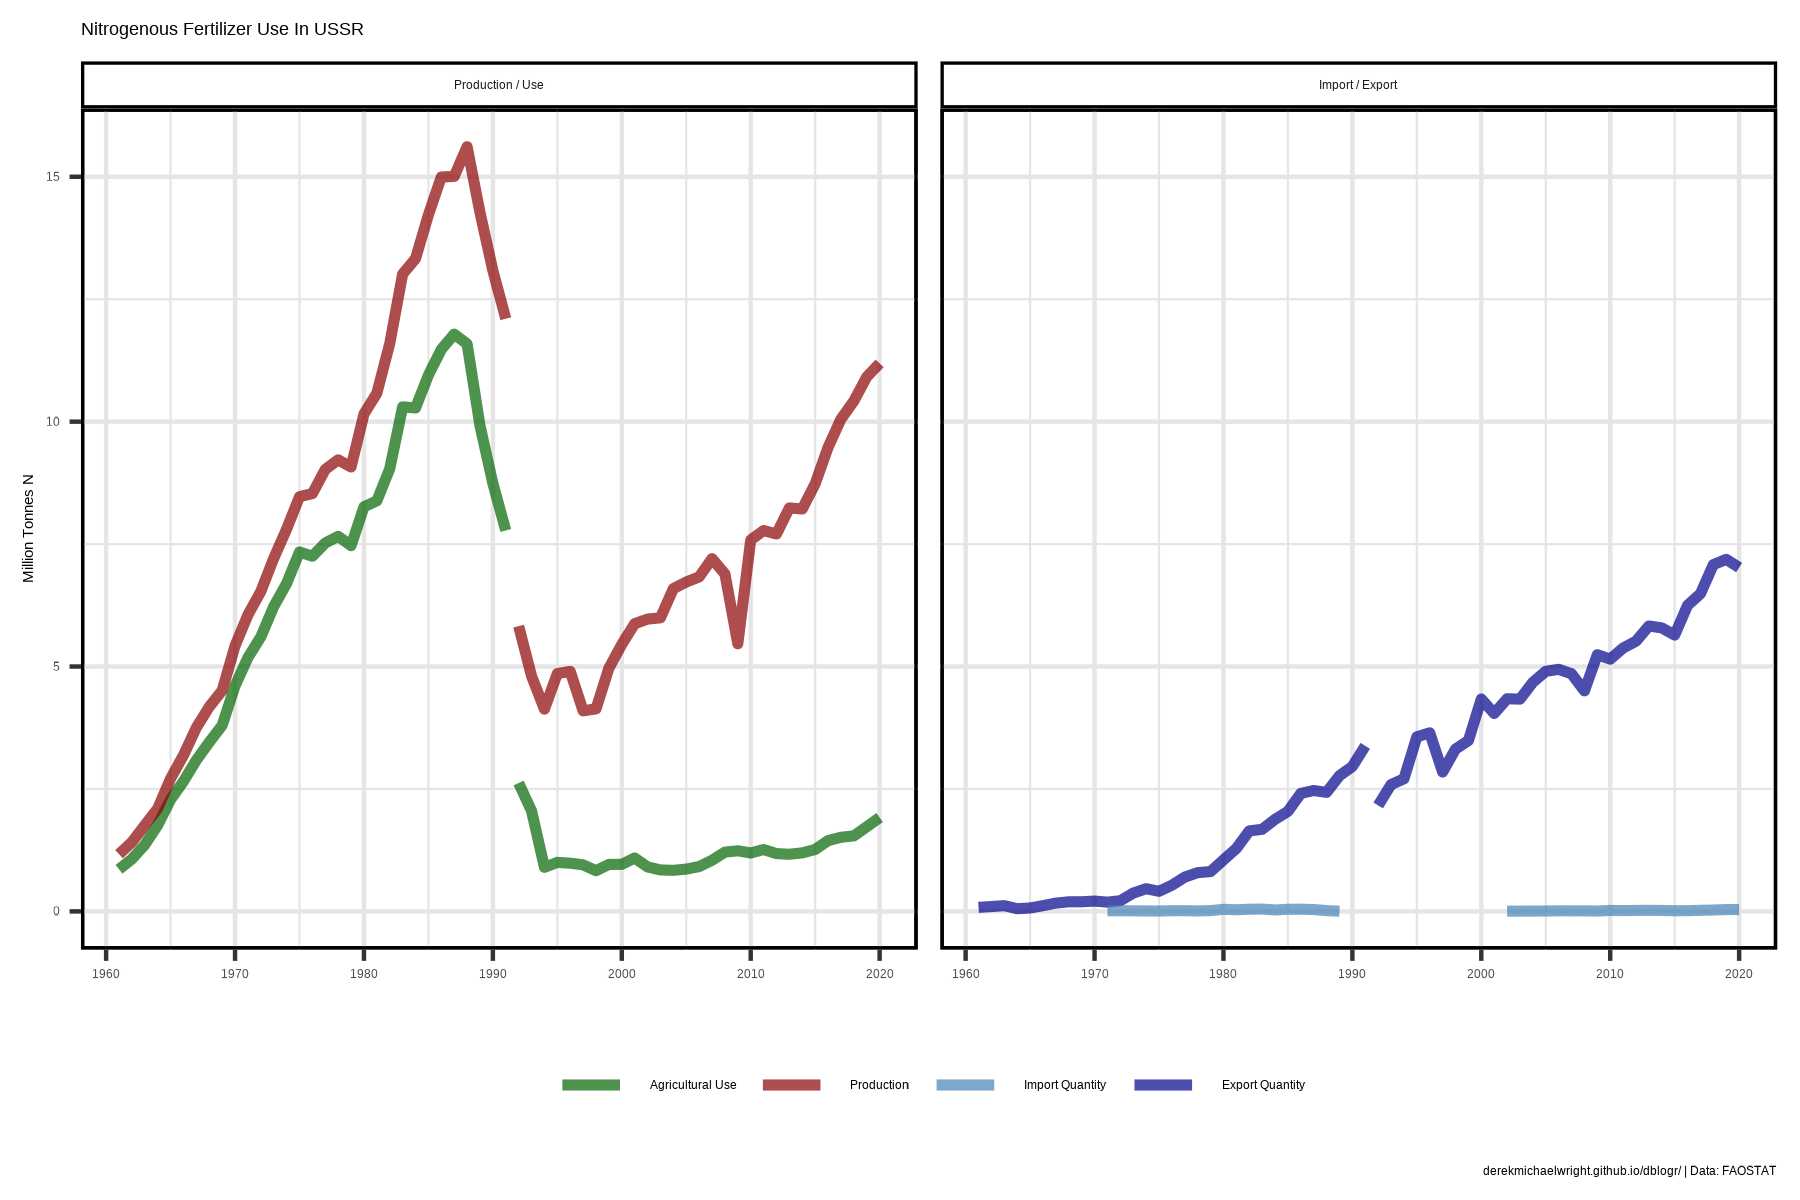 Nitrogenous Fertilizer Use In USSR
Production / Use
Import / Export
Million Tonnes N
15
10
5
0
1960 1970 1980 1990 2000 2010 2020
1960 1970 1980 1990 2000 2010 2020
Agricultural Use Production Import Quantity Export Quantity
derekmichaelwright.github.io/dblogr/ | Data: FAOSTAT